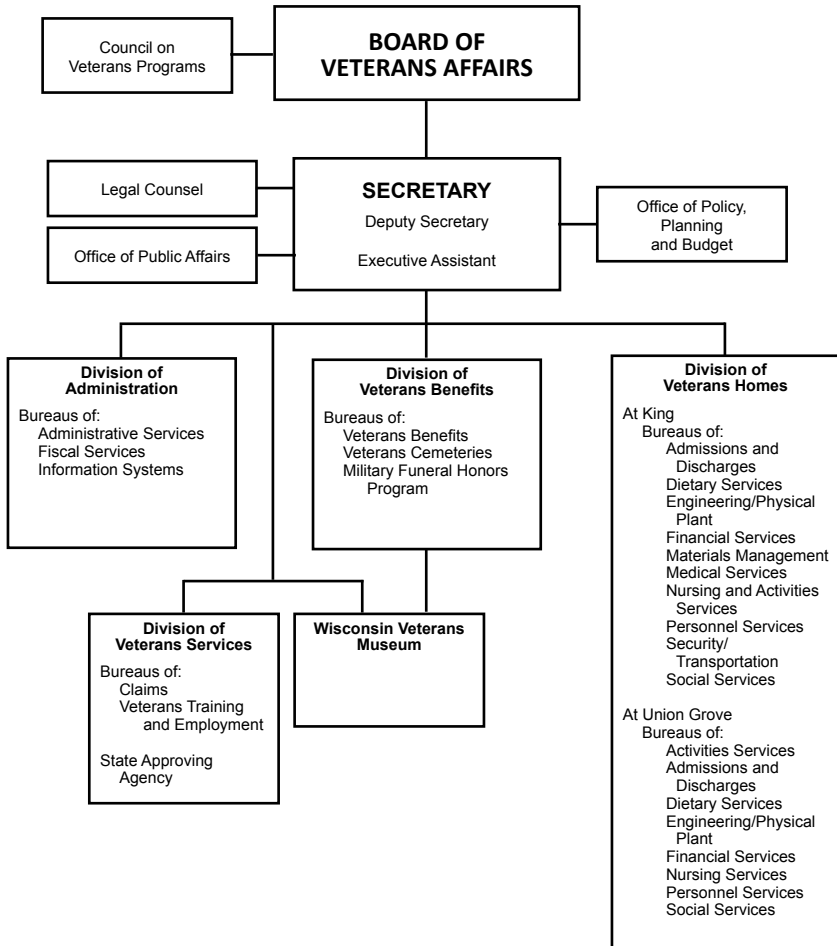 Council on
Veterans Programs
BOARD OF
VETERANS AFFAIRS
Legal Counsel
Office of Public Affairs
SECRETARY
Deputy Secretary
Executive Assistant
Office of Policy,
Planning
and Budget
Division of
Administration
Bureaus of:
Administrative Services
Fiscal Services
Information Systems
Division of
Veterans Benefits
Bureaus of:
Veterans Benefits
Veterans Cemeteries
Military Funeral Honors
Program
Division of
Veterans Homes
At King
Bureaus of:
Admissions and
Discharges
Dietary Services
Engineering/Physical
Plant
Financial Services
Materials Management
Medical Services
Nursing and Activities
Services
Personnel Services
Security/
Transportation
Social Services
At Union Grove
Bureaus of:
Activities Services
Admissions and
Discharges
Dietary Services
Engineering/Physical
Plant
Financial Services
Nursing Services
Personnel Services
Social Services
Division of
Veterans Services
Bureaus of:
Claims
Veterans Training
and Employment
State Approving
Agency
Wisconsin Veterans
Museum